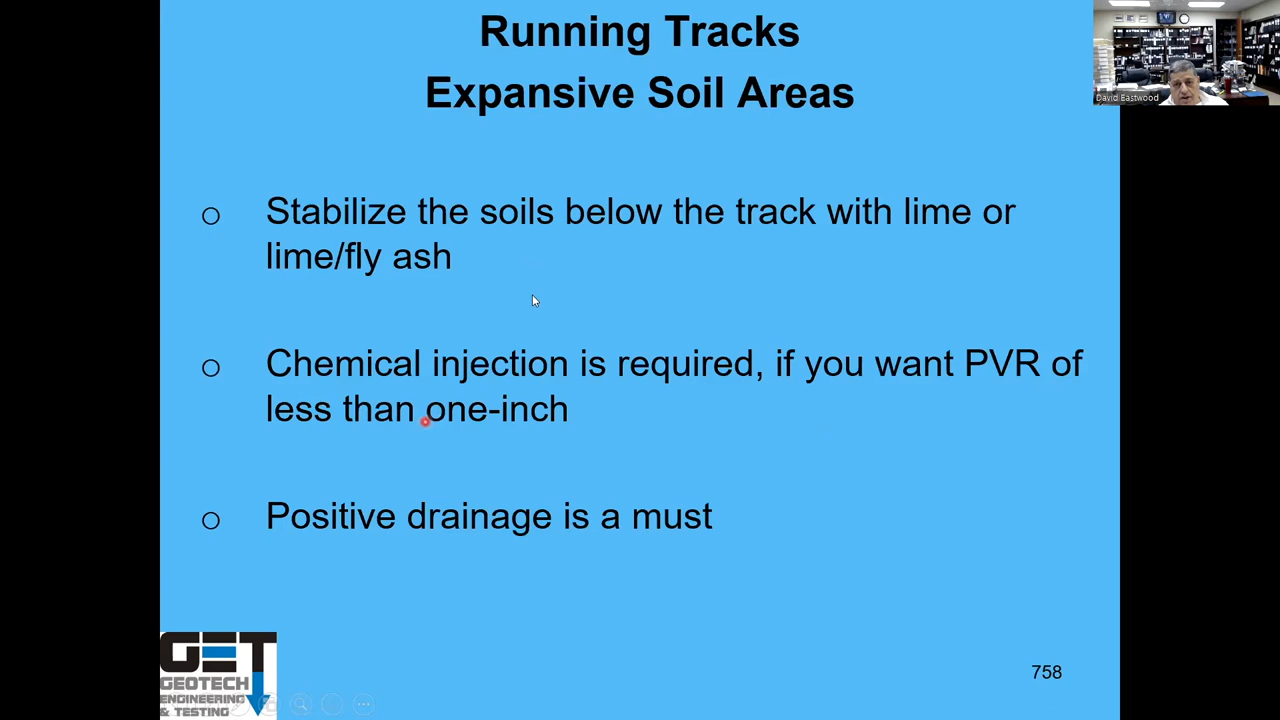 Running Tracks
Expansive Soil Areas
David Eastwood
Stabilize the soils below the track with lime or
lime/fly ash
Chemical injection is required, if you want PVR of
less than one-inch
Positive drainage is a must
GET
GEOTECH
ENGINEERING
& TESTING
758